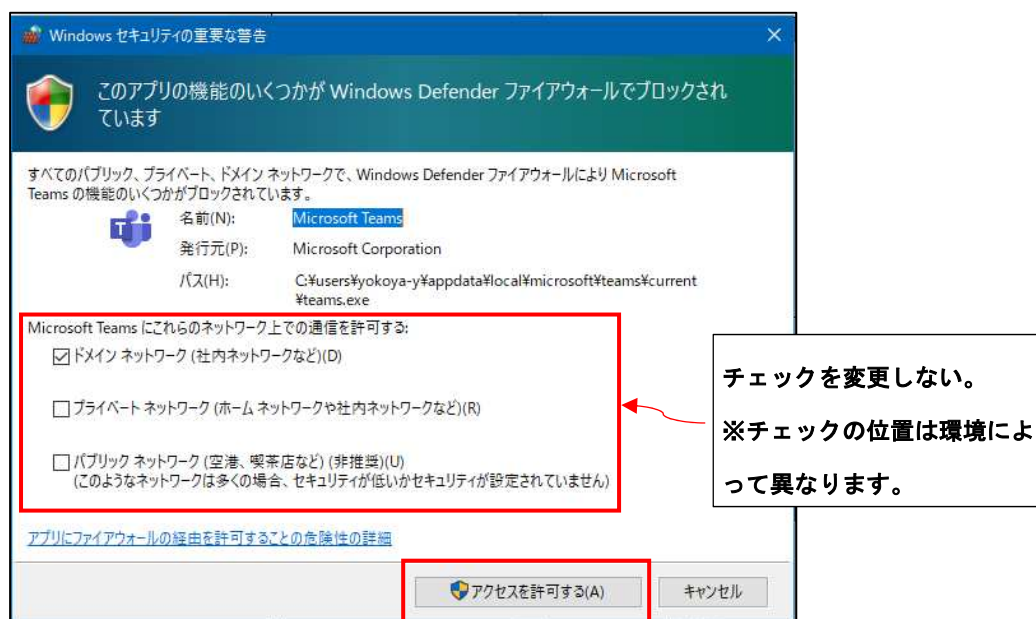 Windows セキュリティの重要な警告
このアプリの機能のいくつかが Windows Defender ファイアウォールでブロックされ
ています
すべてのパブリック、プライベート、ドメイン ネットワークで、Windows Defender ファイアウォールにより Microsoft
Teams の機能のいくつかがブロックされています。
名前(N): Microsoft Teams
発行元(P): Microsoft Corporation
パス(H): C:¥users¥yokoya-y¥appdata¥local¥microsoft¥teams¥current
¥teams.exe
Microsoft Teams にこれらのネットワーク上での通信を許可する:
ドメイン ネットワーク (社内ネットワークなど)(D)
プライベート ネットワーク (ホーム ネットワークや社内ネットワークなど)(R)
パブリック ネットワーク (空港、喫茶店など) (非推奨)(U)
(このようなネットワークは多くの場合、セキュリティが低いかセキュリティが設定されていません)
チェックを変更しない。
※チェックの位置は環境によ
って異なります。
アプリにファイアウォールの経由を許可することの危険性の詳細
アクセスを許可する(A) キャンセル